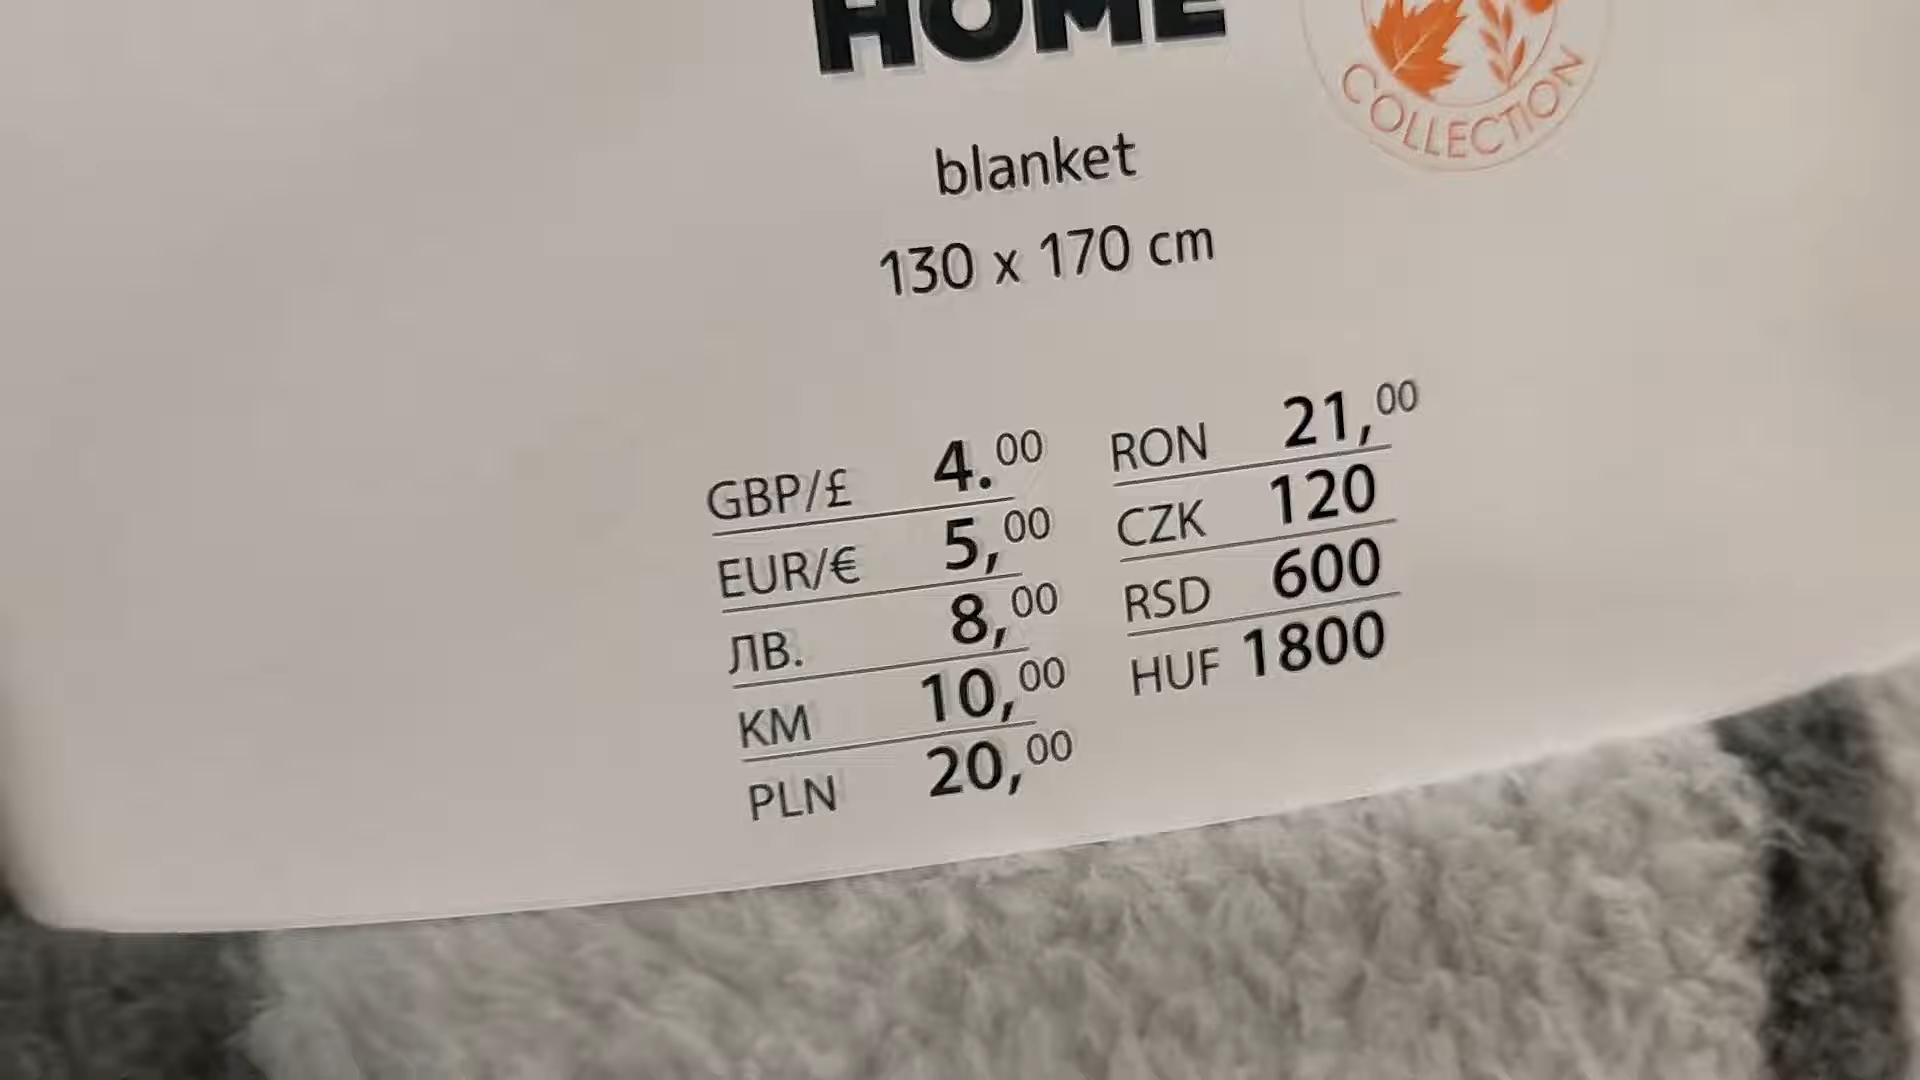 HOME
COLLECTION
blanket
130 x 170 cm
GBP/£ 4.00
EUR/€ 5,00
ЛВ. 8,00
KM 10,00
PLN 20,00
RON 21,00
CZK 120
RSD 600
HUF 1800